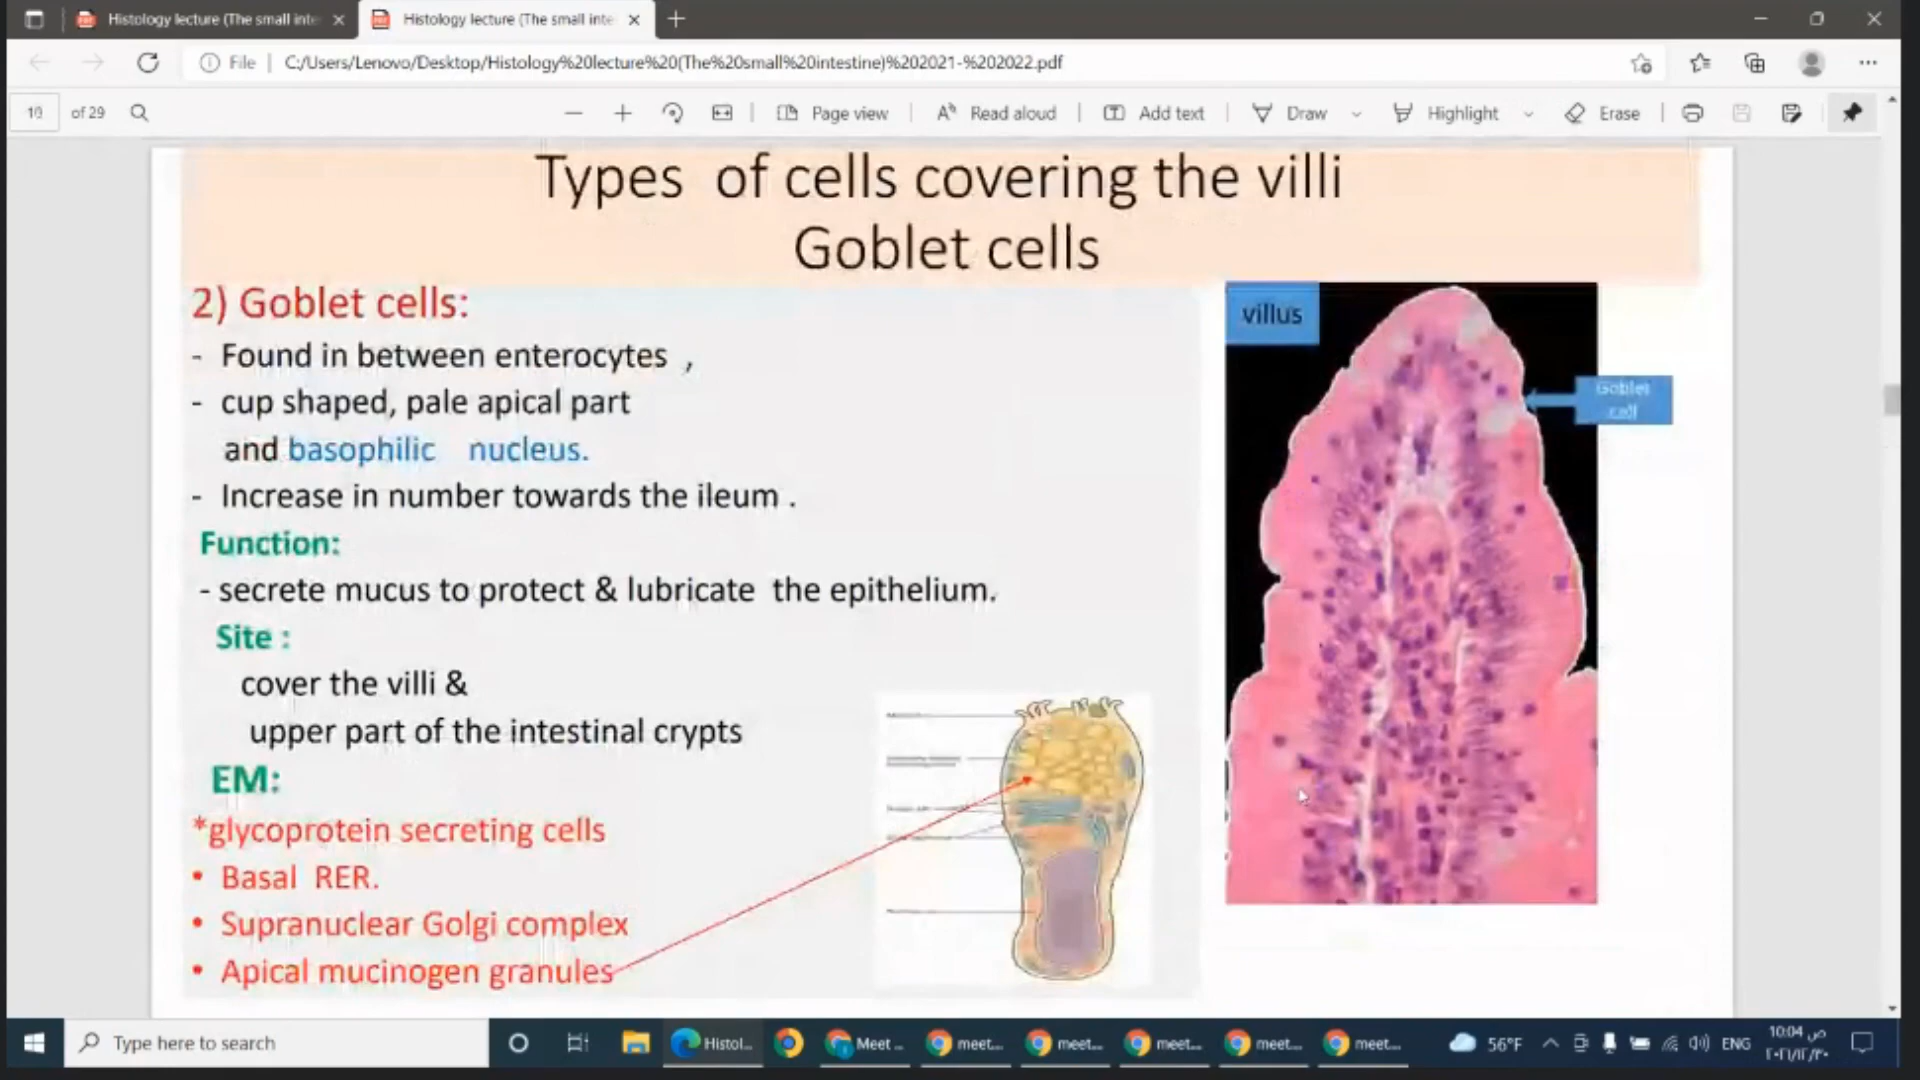 Histology lecture (The small inte
Histology lecture (The small inte
File
C:/Users/Lenovo/Desktop/Histology%20lecture%20(The%20small%20intestine)%202021-%202022.pdf
of 29
Page view
Read aloud
Add text
Draw
Highlight
Erase
Types of cells covering the villi
Goblet cells
2) Goblet cells:
- Found in between enterocytes ,
- cup shaped, pale apical part
and basophilic nucleus.
- Increase in number towards the ileum .
Function:
- secrete mucus to protect & lubricate the epithelium.
Site :
cover the villi &
upper part of the intestinal crypts
EM:
*glycoprotein secreting cells
• Basal RER.
• Supranuclear Golgi complex
• Apical mucinogen granules
villus
Goblet
cell
Type here to search
Histol...
Meet ...
meet...
meet...
meet...
meet...
meet...
56°F
ENG
10:04 ص